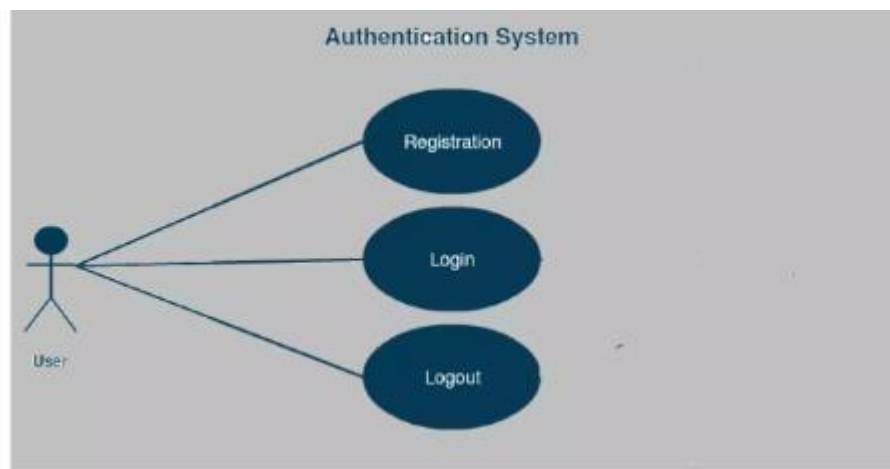 Authentication System
Registration
Login
User
Logout